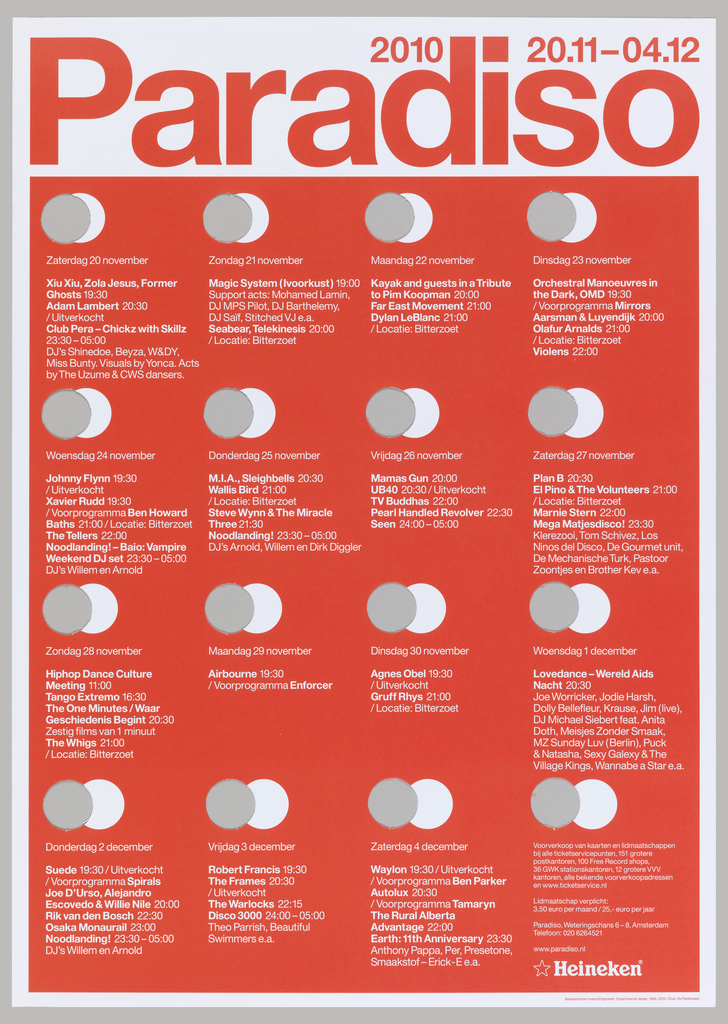 2010 20.11–04.12
Paradiso
Zaterdag 20 november
Xiu Xiu, Zola Jesus, Former
Ghosts 19:30
Adam Lambert 20:30
/ Uitverkocht
Club Pera – Chickz with Skillz
23:30 – 05:00
DJ's Shinedoe, Beyza, W&DY,
Miss Bunty. Visuals by Yonca. Acts
by The Uzume & CWS dansers.
Zondag 21 november
Magic System (Ivoorkust) 19:00
Support acts: Mohamed Lamin,
DJ MPS Pilot, DJ Barthelemy,
DJ Saïf, Stitched VJ e.a.
Seabear, Telekinesis 20:00
/ Locatie: Bitterzoet
Maandag 22 november
Kayak and guests in a Tribute
to Pim Koopman 20:00
Far East Movement 21:00
Dylan LeBlanc 21:00
/ Locatie: Bitterzoet
Dinsdag 23 november
Orchestral Manoeuvres in
the Dark, OMD 19:30
/ Voorprogramma Mirrors
Aarsman & Luyendijk 20:00
Olafur Arnalds 21:00
/ Locatie: Bitterzoet
Violens 22:00
Woensdag 24 november
Johnny Flynn 19:30
/ Uitverkocht
Xavier Rudd 19:30
/ Voorprogramma Ben Howard
Baths 21:00 / Locatie: Bitterzoet
The Tellers 22:00
Noodlanding! – Baio: Vampire
Weekend DJ set 23:30 – 05:00
DJ's Willem en Arnold
Donderdag 25 november
M.I.A., Sleighbells 20:30
Wallis Bird 21:00
/ Locatie: Bitterzoet
Steve Wynn & The Miracle
Three 21:30
Noodlanding! 23:30 – 05:00
DJ's Arnold, Willem en Dirk Diggler
Vrijdag 26 november
Mamas Gun 20:00
UB40 20:30 / Uitverkocht
TV Buddhas 22:00
Pearl Handled Revolver 22:30
Seen 24:00 – 05:00
Zaterdag 27 november
Plan B 20:30
El Pino & The Volunteers 21:00
/ Locatie: Bitterzoet
Marnie Stern 22:00
Mega Matjesdisco! 23:30
Klerezooi, Tom Schivez, Los
Ninos del Disco, De Gourmet unit,
De Mechanische Turk, Pastoor
Zoontjes en Brother Kev e.a.
Zondag 28 november
Hiphop Dance Culture
Meeting 11:00
Tango Extremo 16:30
The One Minutes / Waar
Geschiedenis Begint 20:30
Zestig films van 1 minuut
The Whigs 21:00
/ Locatie: Bitterzoet
Maandag 29 november
Airbourne 19:30
/ Voorprogramma Enforcer
Dinsdag 30 november
Agnes Obel 19:30
/ Uitverkocht
Gruff Rhys 21:00
/ Locatie: Bitterzoet
Woensdag 1 december
Lovedance – Wereld Aids
Nacht 20:30
Joe Worricker, Jodie Harsh,
Dolly Bellefleur, Krause, Jim (live),
DJ Michael Siebert feat. Anita
Doth, Meisjes Zonder Smaak,
MZ Sunday Luv (Berlin), Puck
& Natasha, Sexy Galexy & The
Village Kings, Wannabe a Star e.a.
Donderdag 2 december
Suede 19:30 / Uitverkocht
/ Voorprogramma Spirals
Joe D'Urso, Alejandro
Escovedo & Willie Nile 20:00
Rik van den Bosch 22:30
Osaka Monaurail 23:00
Noodlanding! 23:30 – 05:00
DJ's Willem en Arnold
Vrijdag 3 december
Robert Francis 19:30
The Frames 20:30
/ Uitverkocht
The Warlocks 22:15
Disco 3000 24:00 – 05:00
Theo Parrish, Beautiful
Swimmers e.a.
Zaterdag 4 december
Waylon 19:30 / Uitverkocht
/ Voorprogramma Ben Parker
Autolux 20:30
/ Voorprogramma Tamaryn
The Rural Alberta
Advantage 22:00
Earth: 11th Anniversary 23:30
Anthony Pappa, Per, Presetone,
Smaakstof – Erick-E e.a.
Voorverkoop van kaarten en lidmaatschappen
bij alle ticketservicepunten, 151 grotere
postkantoren, 100 Free Record shops,
36 GWK stationskantoren, 12 grotere VVV
kantoren, alle bekende voorverkoopadressen
en www.ticketservice.nl
Lidmaatschap verplicht:
3,50 euro per maand / 25,- euro per jaar
Paradiso, Weteringschans 6 – 8, Amsterdam
Telefoon: 020 6264521
www.paradiso.nl
Heineken